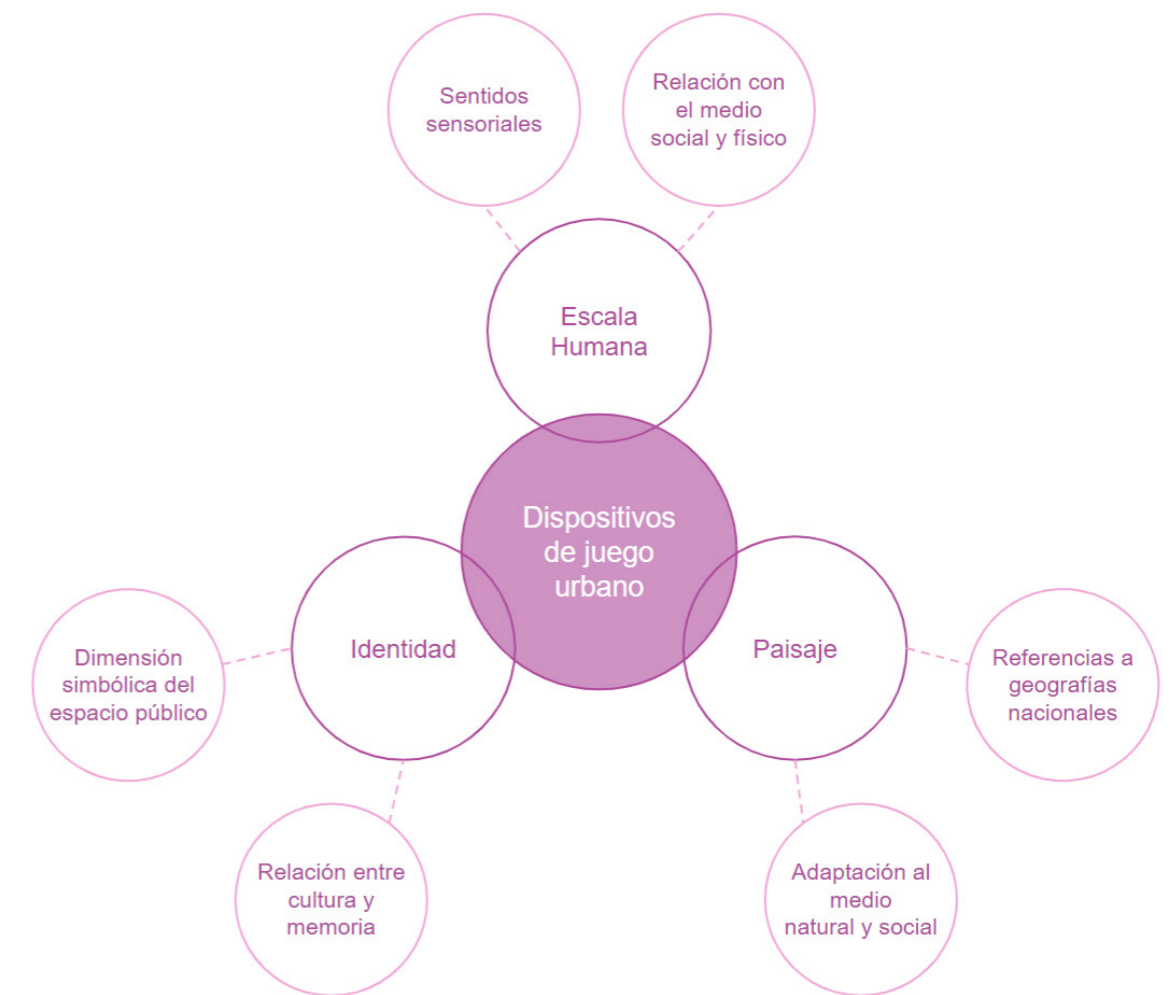 Sentidos
sensoriales
Relación con
el medio
social y físico
Escala
Humana
Dispositivos
de juego
urbano
Identidad
Paisaje
Dimensión
simbólica del
espacio público
Referencias a
geografías
nacionales
Relación entre
cultura y
memoria
Adaptación al
medio
natural y social